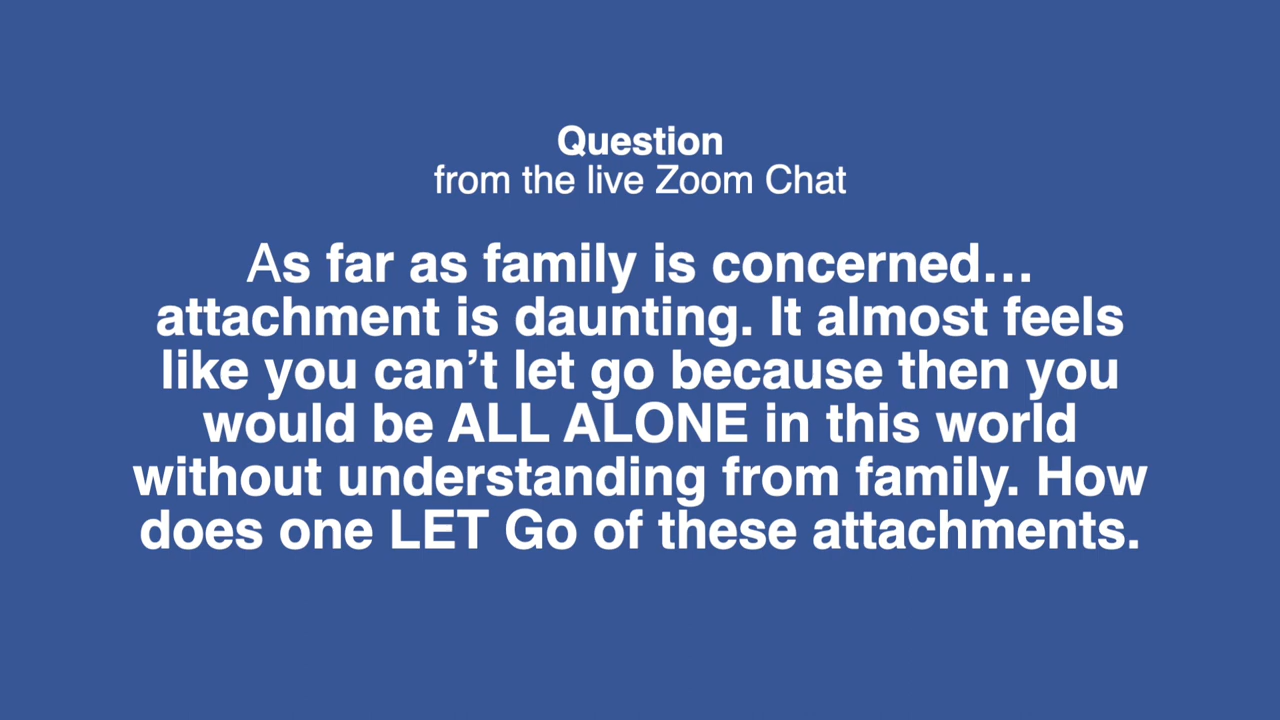 Question
from the live Zoom Chat
As far as family is concerned…
attachment is daunting. It almost feels
like you can’t let go because then you
would be ALL ALONE in this world
without understanding from family. How
does one LET Go of these attachments.